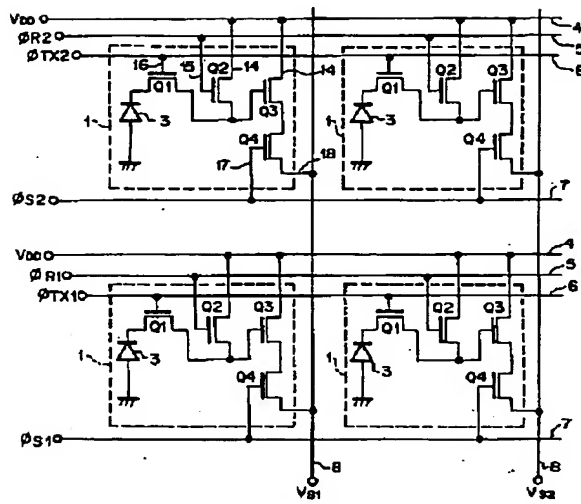 VDD 4
ØR2 5
ØTX2 6
16 15 Q2 14 14
Q1 Q3
1 3 Q4
17 18
Q2
Q1 Q3
1 3 Q4
ØS2 7
VDD 4
ØR1 5
ØTX1 6
Q2 Q3
Q1
1 3 Q4
Q2 Q3
Q1
1 3 Q4
ØS1 7
8 8
VS1 VS2